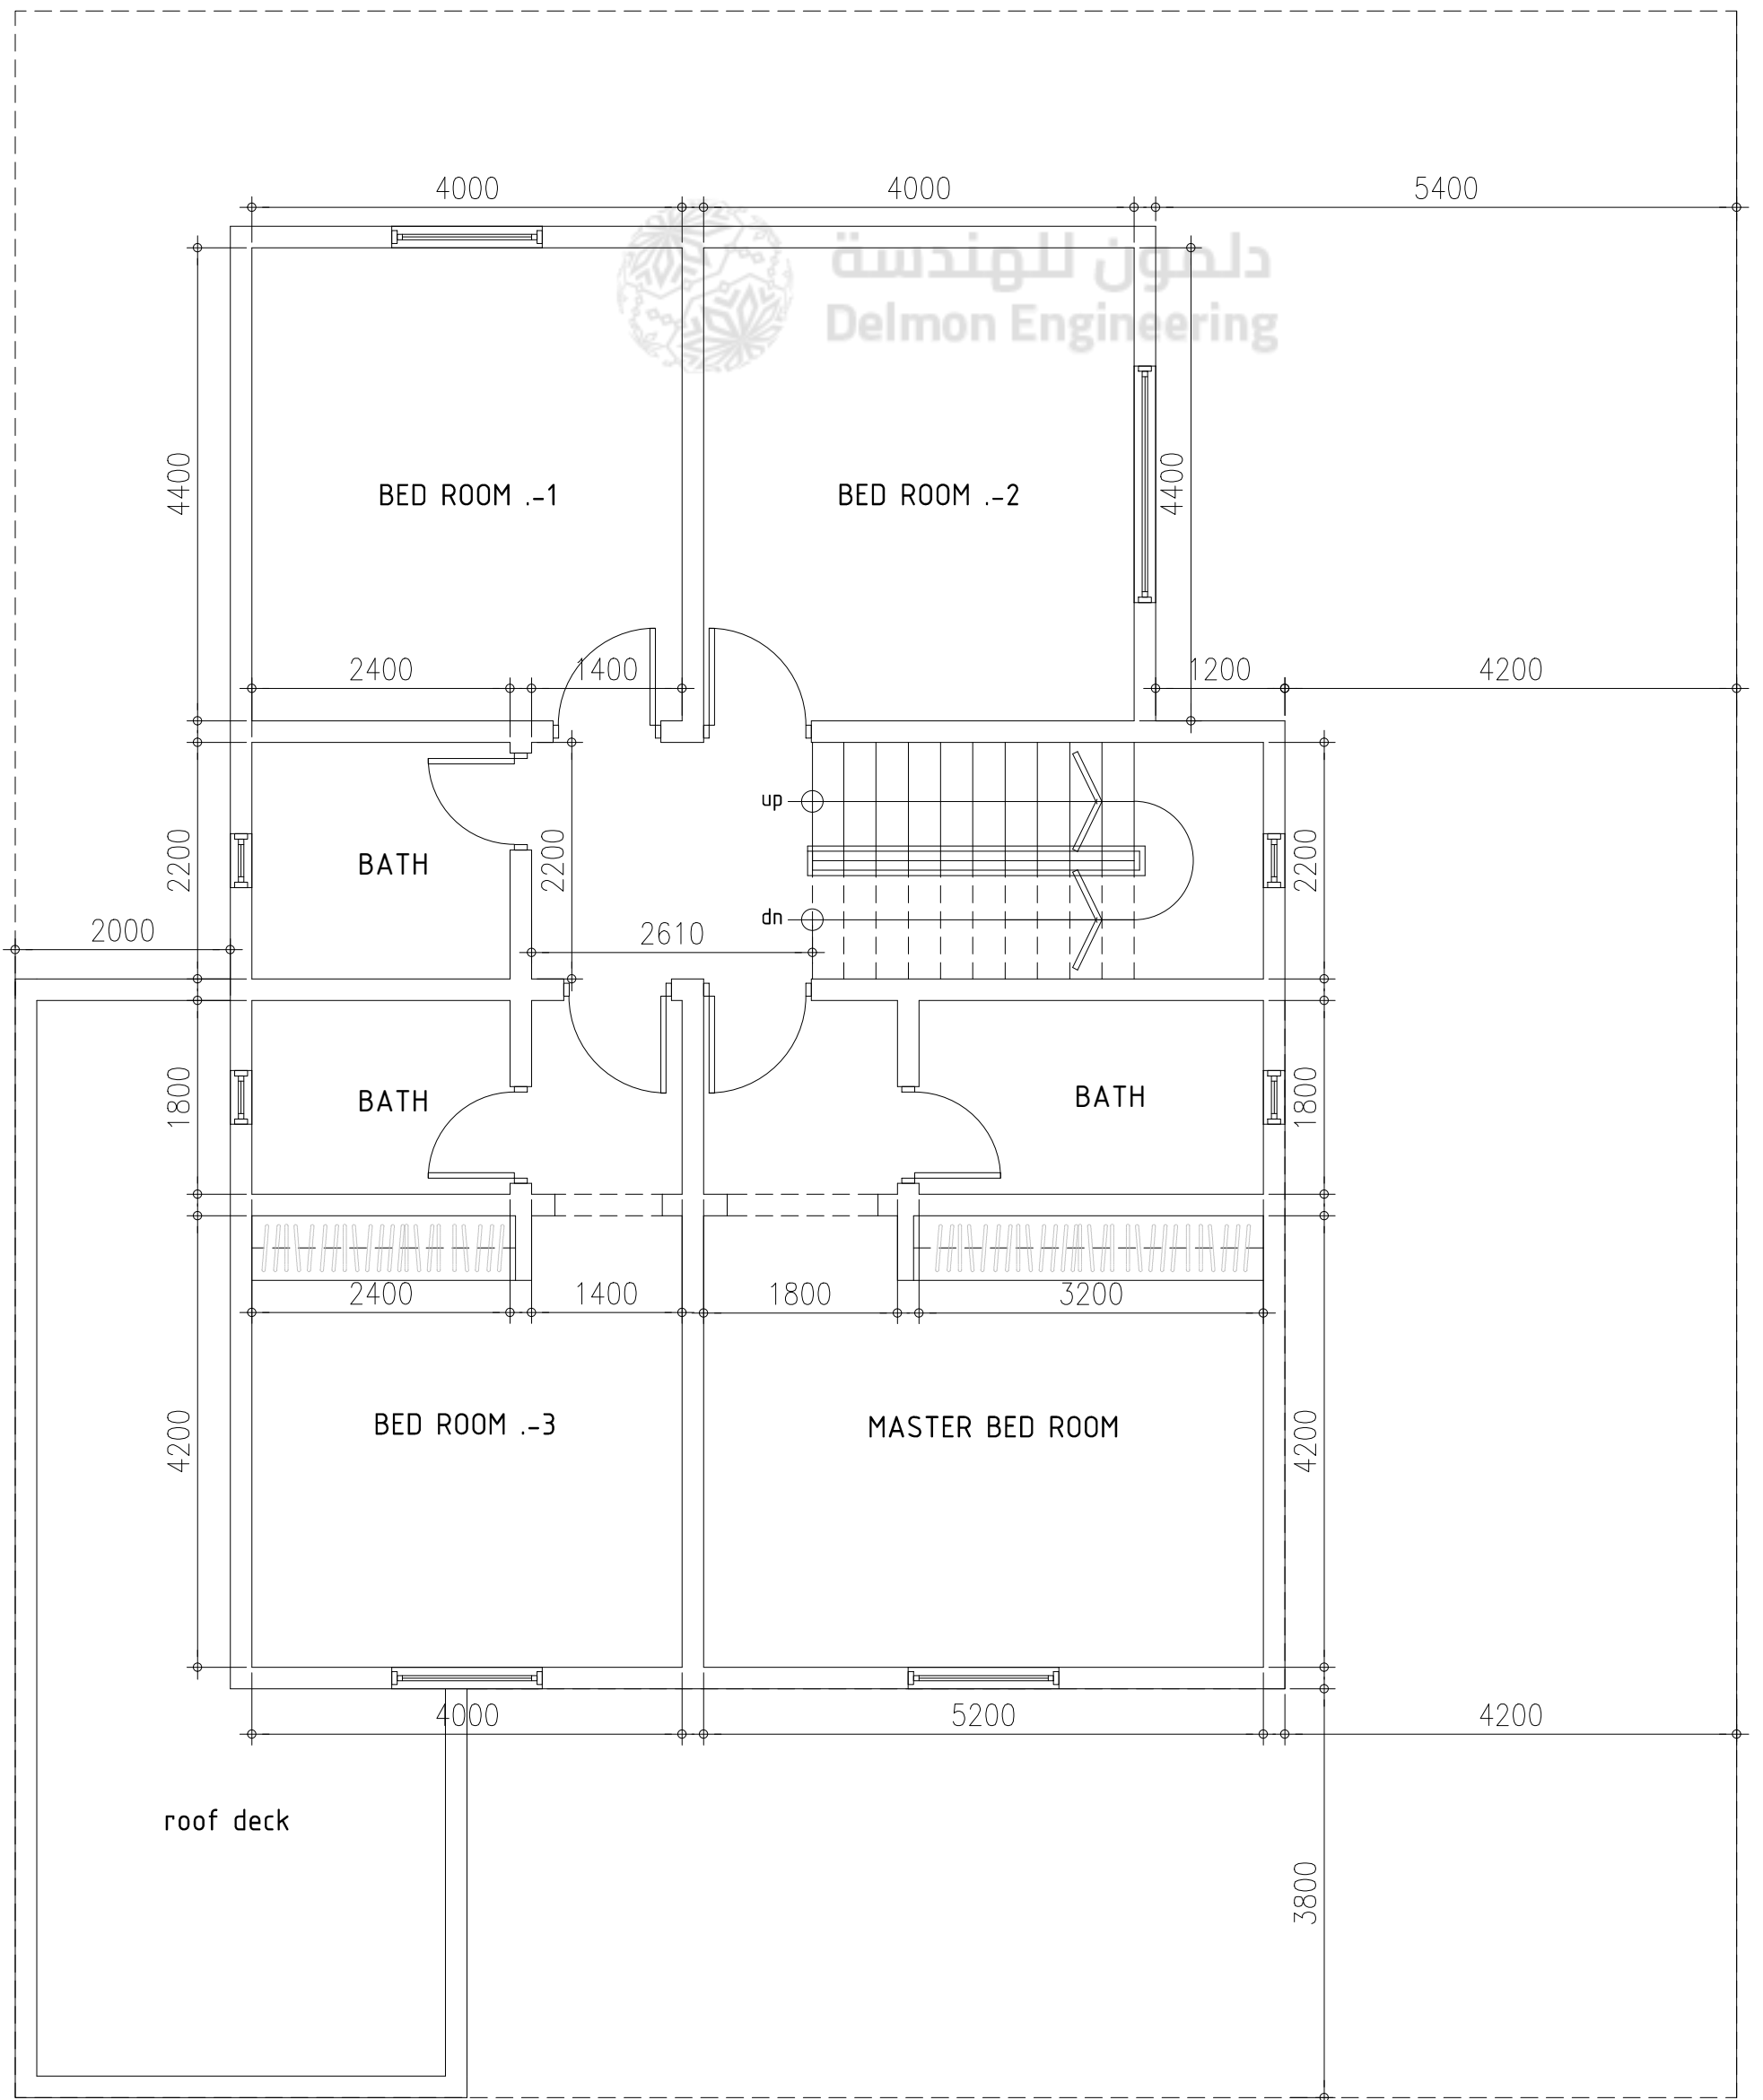 4000
4000
5400
دلمون للهندسة
Delmon Engineering
4400
BED ROOM .-1
BED ROOM .-2
4400
2400
1400
1200
4200
up
2200
BATH
2200
2200
dn
2000
2610
1800
BATH
BATH
1800
2400
1400
1800
3200
4200
BED ROOM .-3
MASTER BED ROOM
4200
4000
5200
4200
roof deck
3800